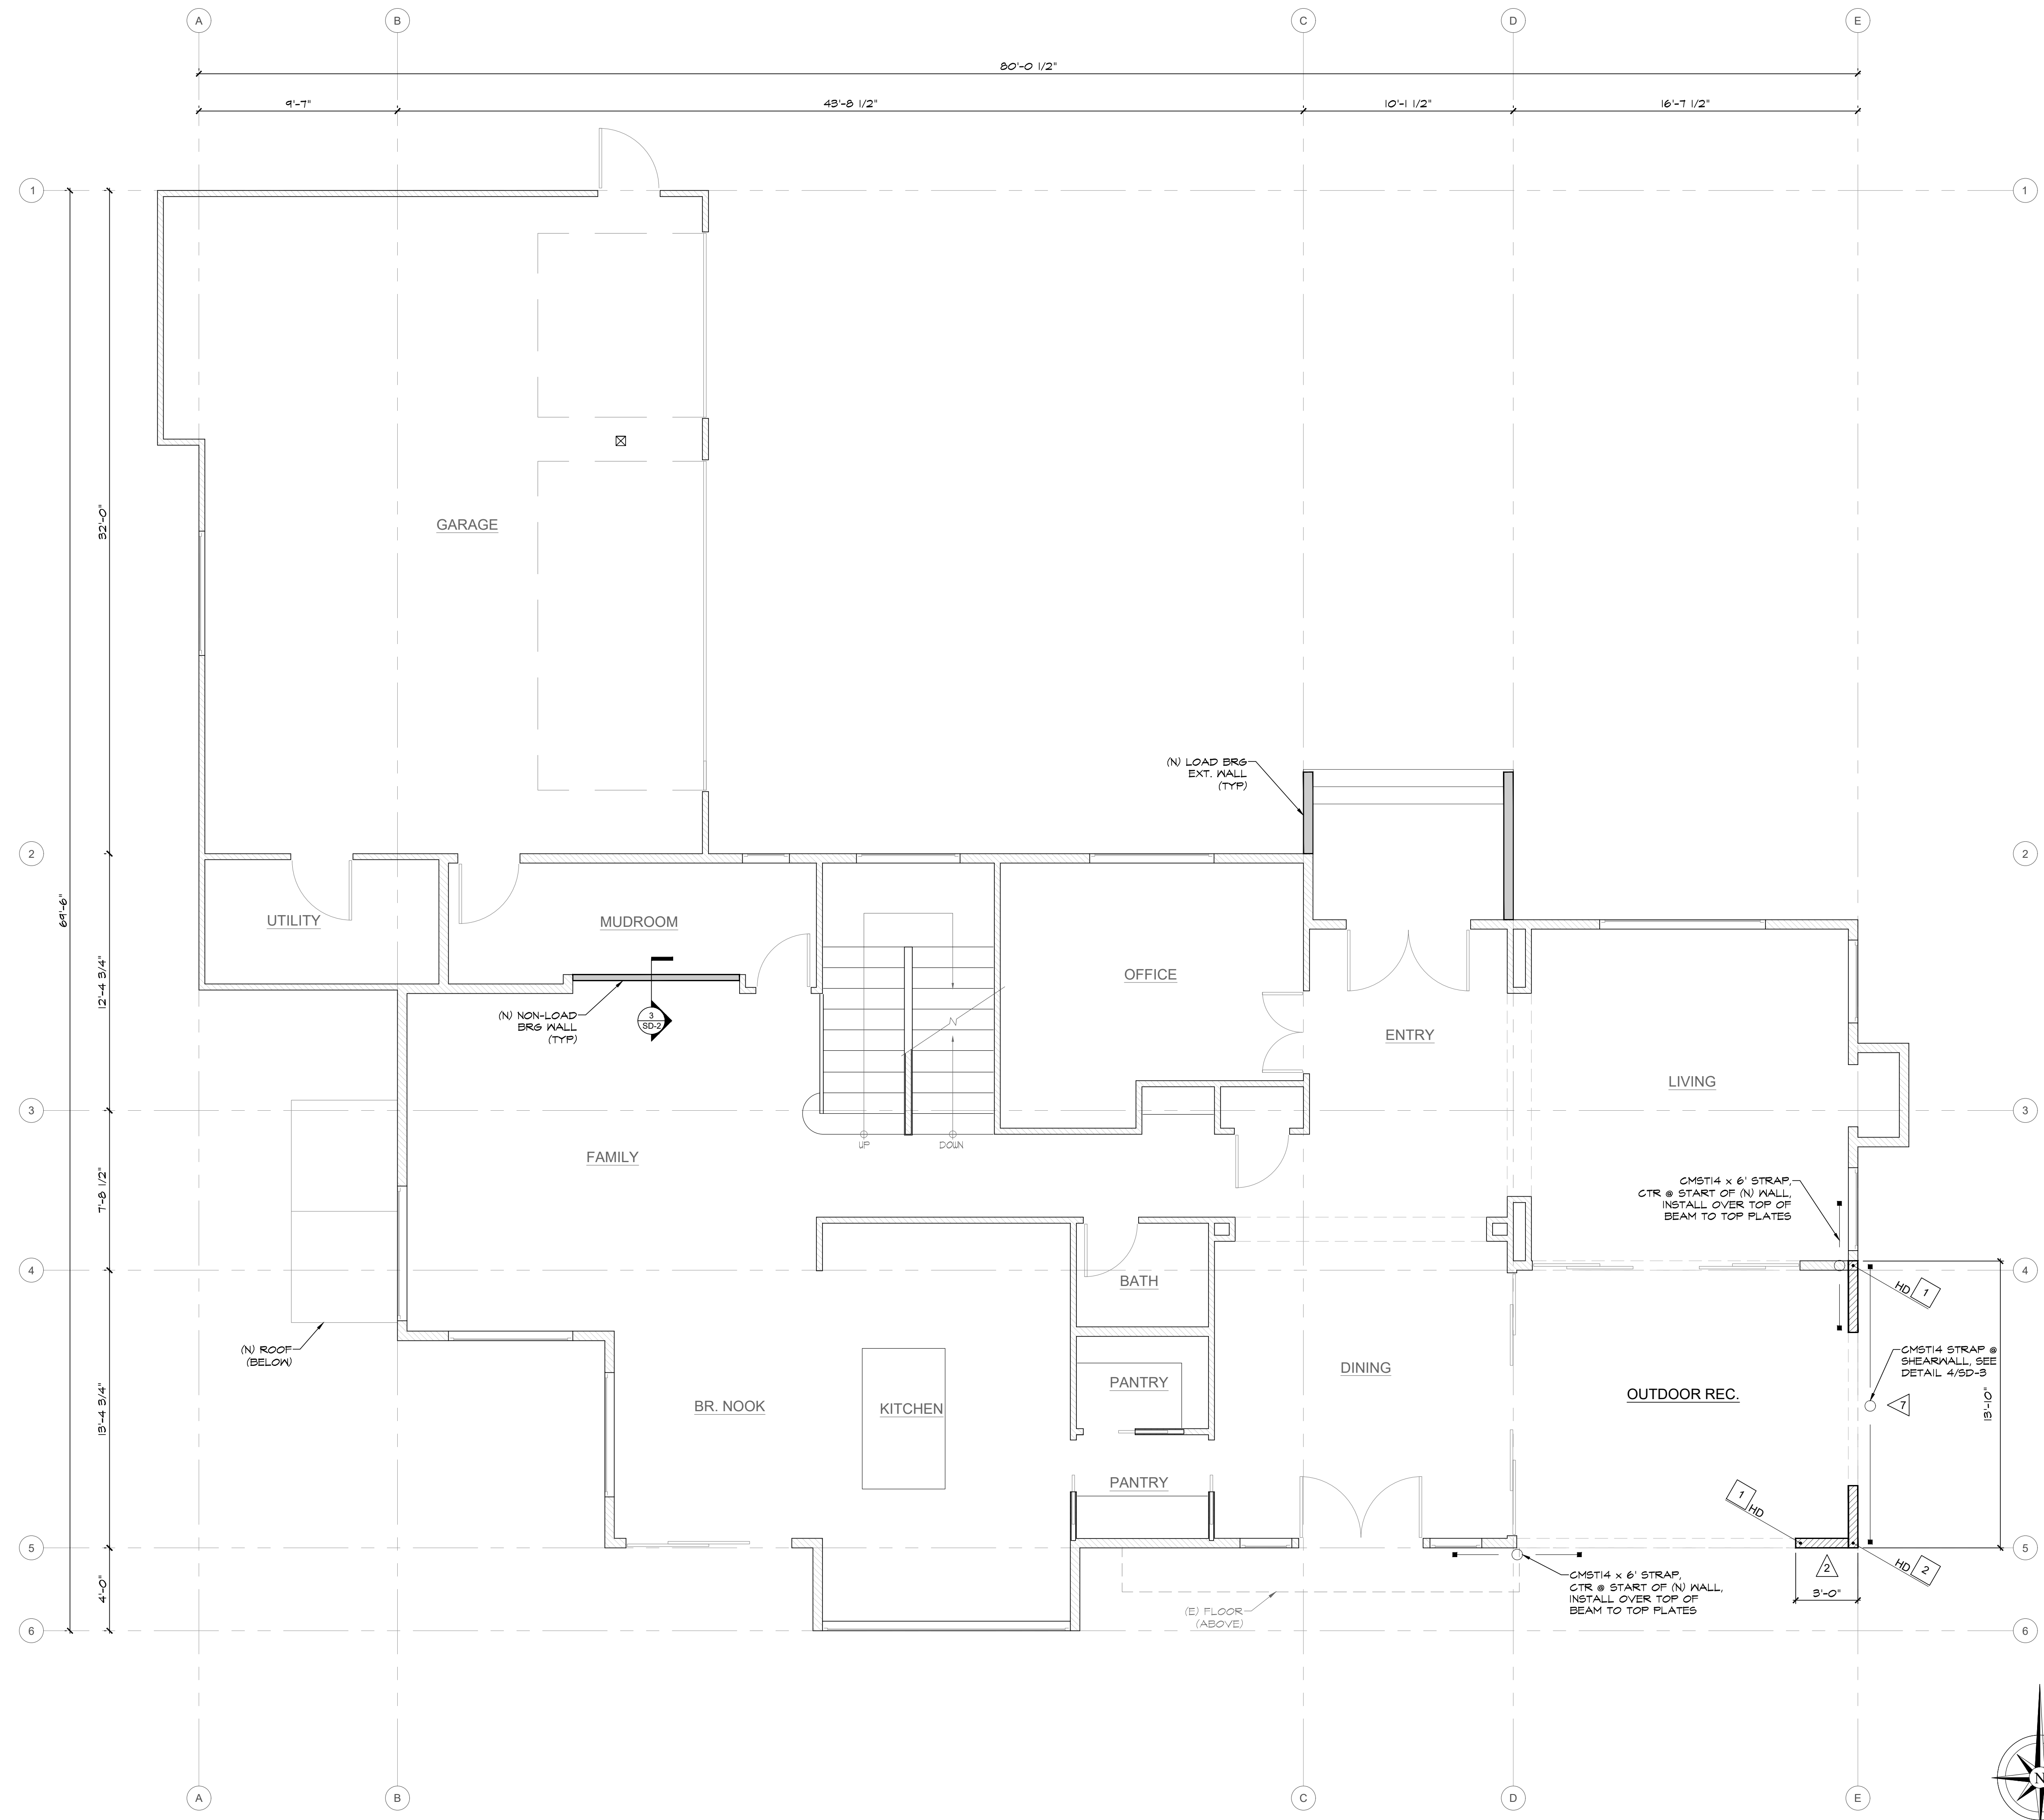 A
B
C
D
E
80'-0 1/2"
9'-7"
43'-8 1/2"
10'-1 1/2"
16'-7 1/2"
1
1
GARAGE
32'-0"
69'-6"
(N) LOAD BRG
EXT. WALL
(TYP)
2
2
UTILITY
MUDROOM
OFFICE
12'-4 3/4"
(N) NON-LOAD
BRG WALL
(TYP)
3
SD-2
N
ENTRY
LIVING
3
3
UP
DOWN
FAMILY
7'-8 1/2"
CMST14 x 6' STRAP,
CTR @ START OF (N) WALL,
INSTALL OVER TOP OF
BEAM TO TOP PLATES
4
4
BATH
HD 1
(N) ROOF
(BELOW)
CMST14 STRAP @
SHEARWALL, SEE
DETAIL 4/SD-3
DINING
PANTRY
OUTDOOR REC.
BR. NOOK
KITCHEN
7
13'-4 3/4"
13'-10"
PANTRY
1 HD
5
5
HD 2
2
3'-0"
CMST14 x 6' STRAP,
CTR @ START OF (N) WALL,
INSTALL OVER TOP OF
BEAM TO TOP PLATES
4'-0"
(E) FLOOR
(ABOVE)
6
6
N
A
B
C
D
E